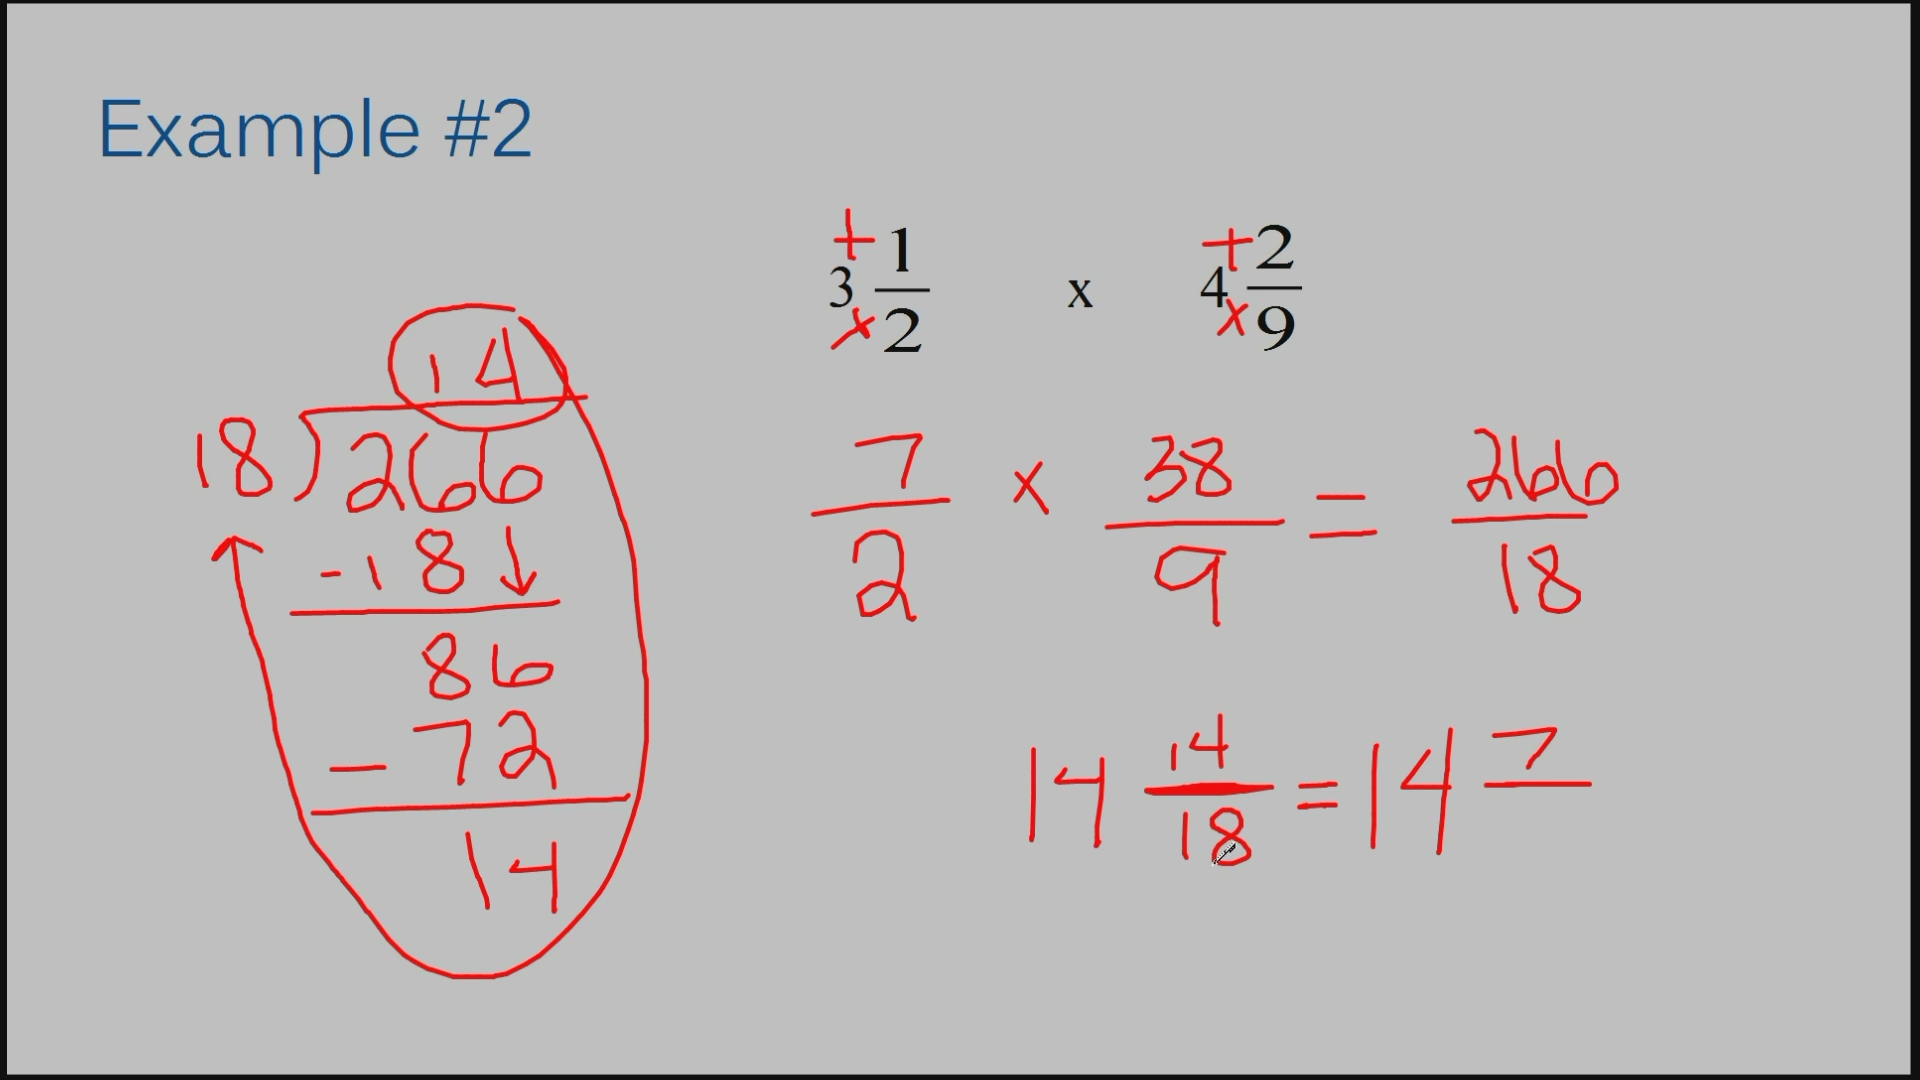 Example #2
3 1/2 x 4 2/9
+ x + x
7/2 x 38/9 = 266/18
14 14/18 = 14 7/
14
18 ) 266
- 18 ↓
86
- 72
14